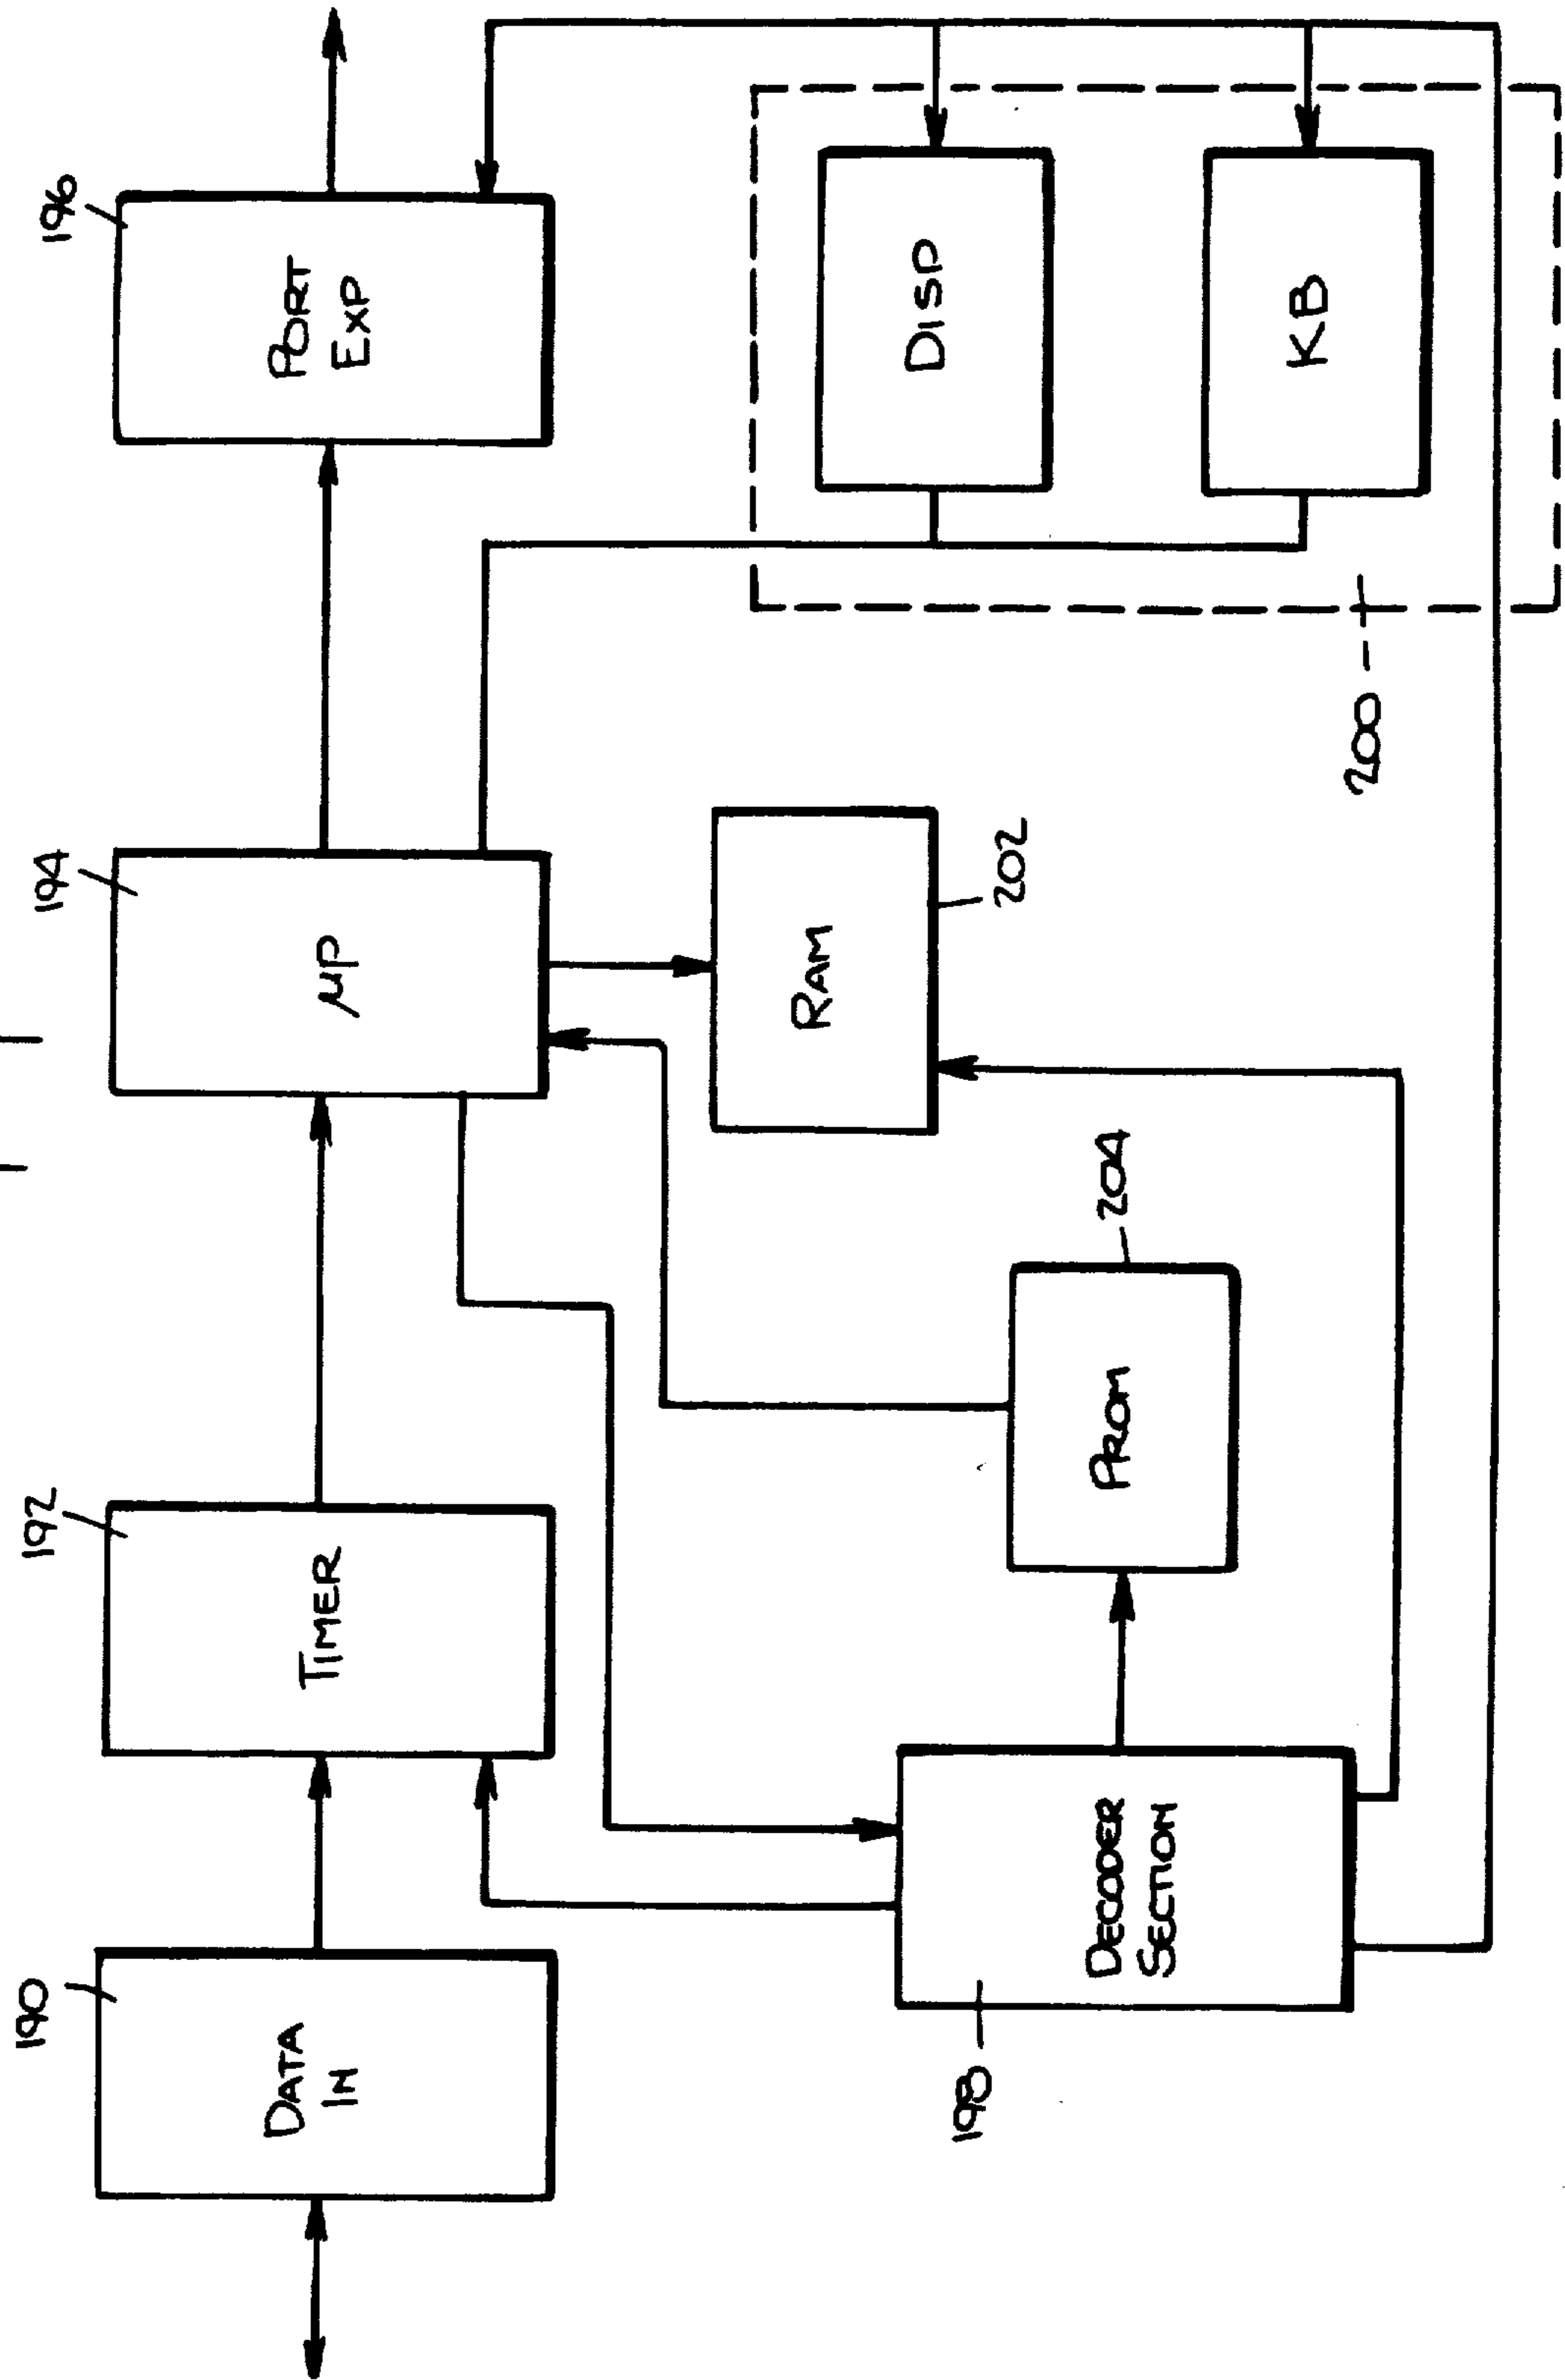 190
DATA
IN
192
TIMER
194
μP
196
PORT
EXP
198
DECODER
SECTION
PROM
204
RAM
202
200
DISP
KB